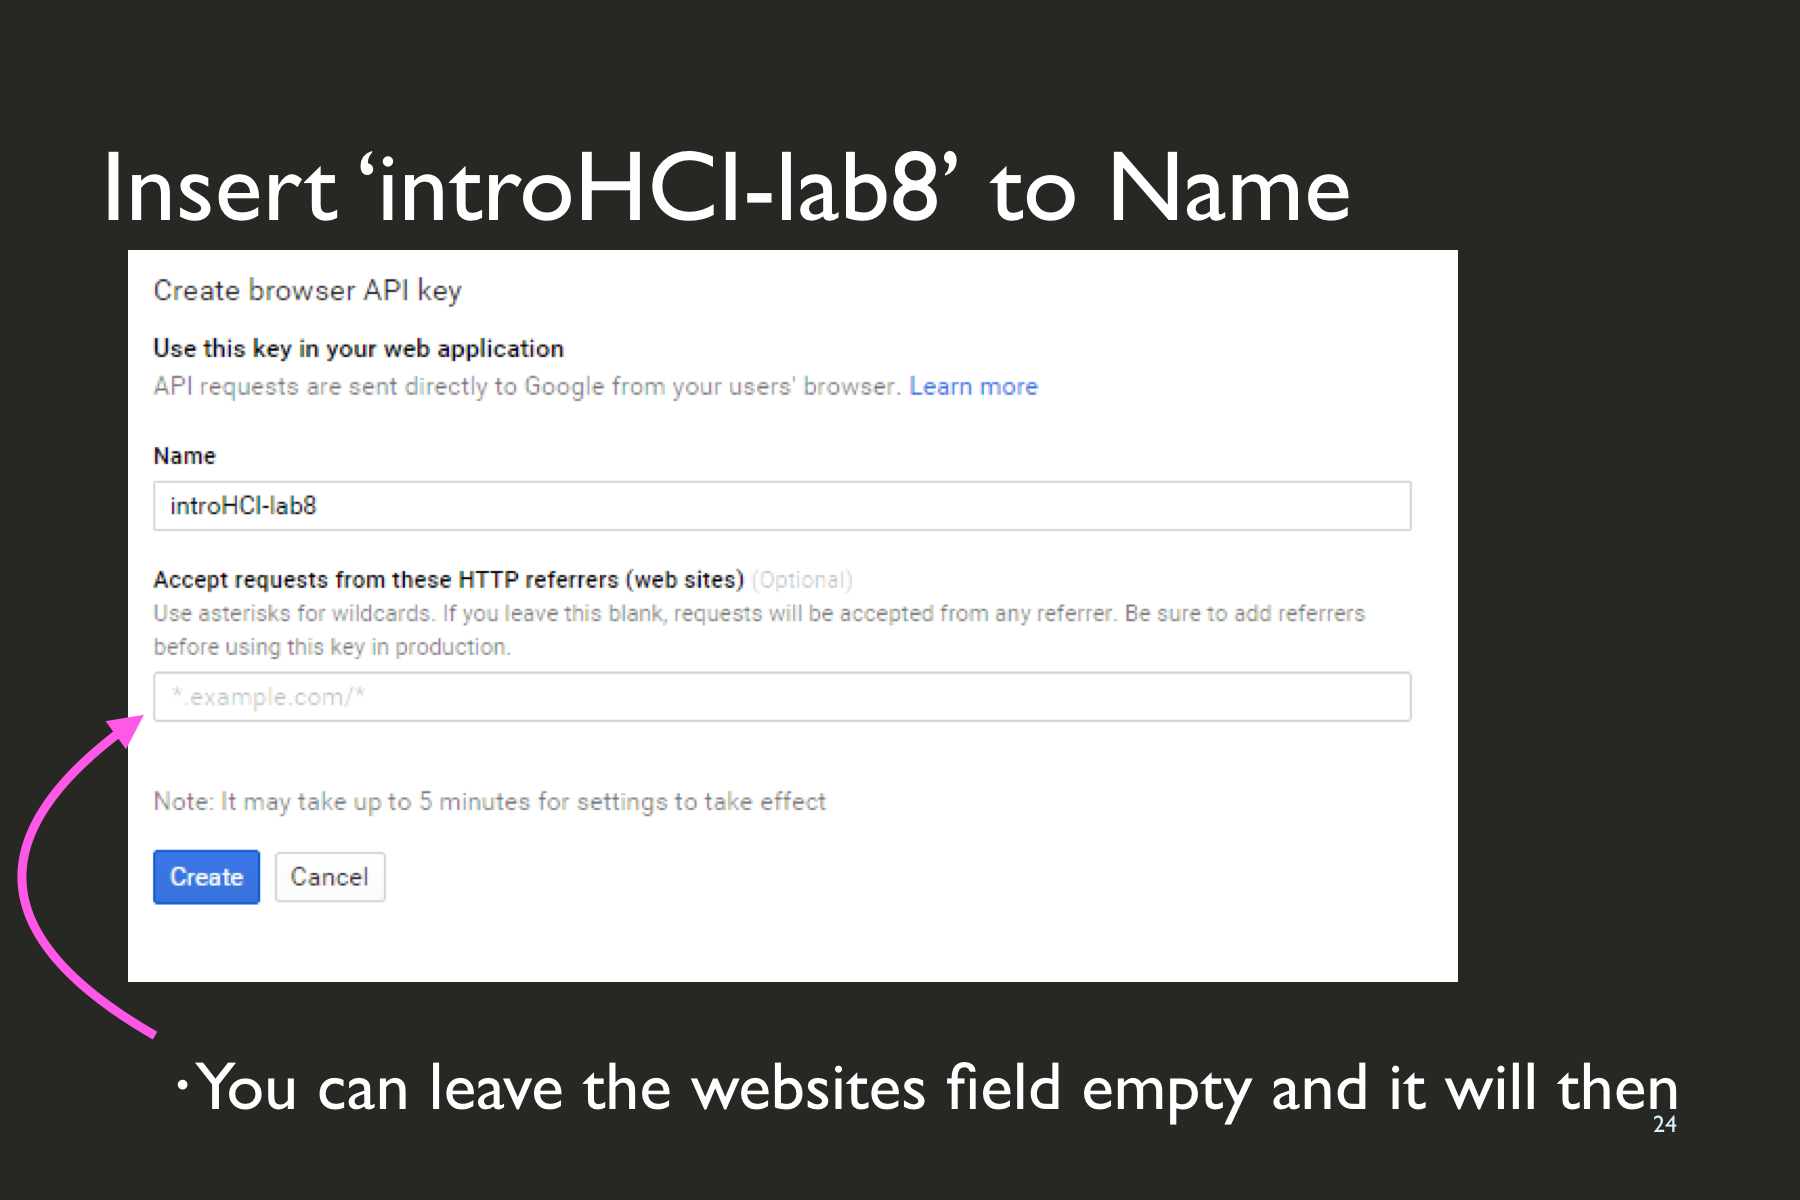 Insert ‘introHCI-lab8’ to Name
Create browser API key
Use this key in your web application
API requests are sent directly to Google from your users' browser. Learn more
Name
introHCI-lab8
Accept requests from these HTTP referrers (web sites) (Optional)
Use asterisks for wildcards. If you leave this blank, requests will be accepted from any referrer. Be sure to add referrers
before using this key in production.
*.example.com/*
Note: It may take up to 5 minutes for settings to take effect
Create Cancel
· You can leave the websites field empty and it will then
24